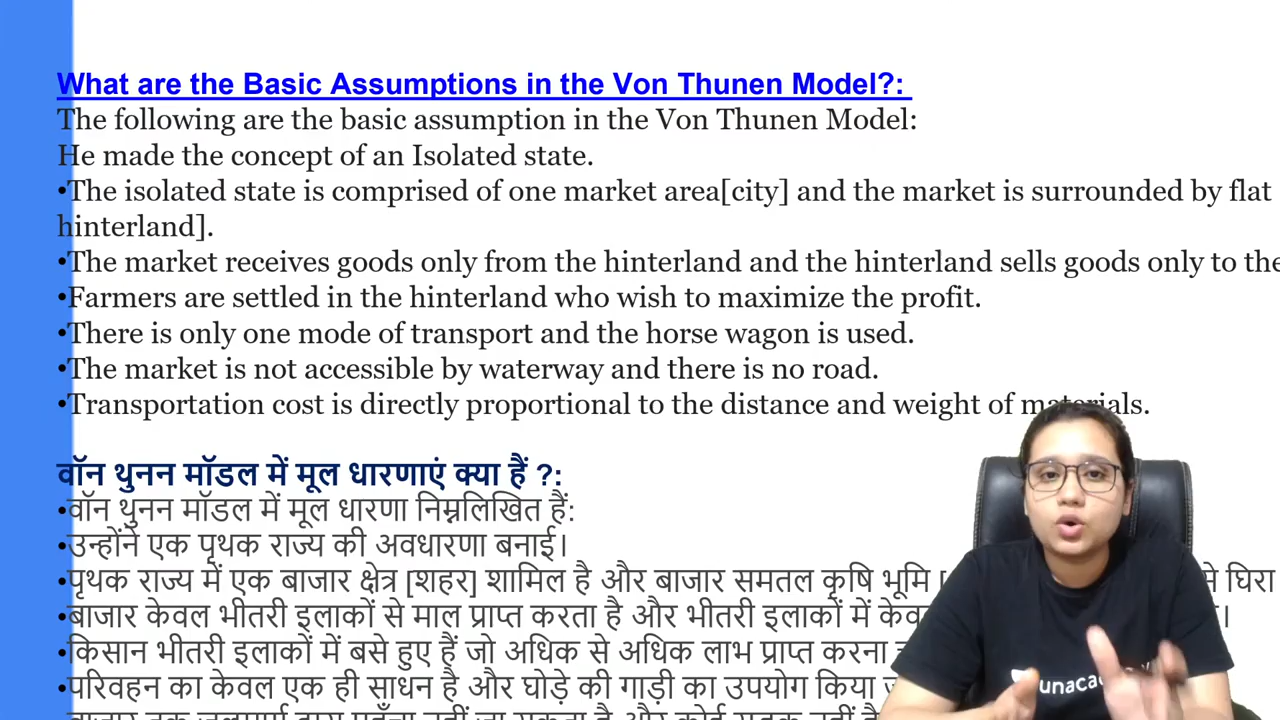 What are the Basic Assumptions in the Von Thunen Model?:
The following are the basic assumption in the Von Thunen Model:
He made the concept of an Isolated state.
•The isolated state is comprised of one market area[city] and the market is surrounded by flat
hinterland].
•The market receives goods only from the hinterland and the hinterland sells goods only to the
•Farmers are settled in the hinterland who wish to maximize the profit.
•There is only one mode of transport and the horse wagon is used.
•The market is not accessible by waterway and there is no road.
•Transportation cost is directly proportional to the distance and weight of materials.
वॉन थुनन मॉडल में मूल धारणाएं क्या हैं ?:
•वॉन थुनन मॉडल में मूल धारणा निम्नलिखित हैं:
•उन्होंने एक पृथक राज्य की अवधारणा बनाई।
•पृथक राज्य में एक बाजार क्षेत्र [शहर] शामिल है और बाजार समतल कृषि भूमि [ से घिरा
•बाजार केवल भीतरी इलाकों से माल प्राप्त करता है और भीतरी इलाकों में केवल
•किसान भीतरी इलाकों में बसे हुए हैं जो अधिक से अधिक लाभ प्राप्त करना
•परिवहन का केवल एक ही साधन है और घोड़े की गाड़ी का उपयोग किया